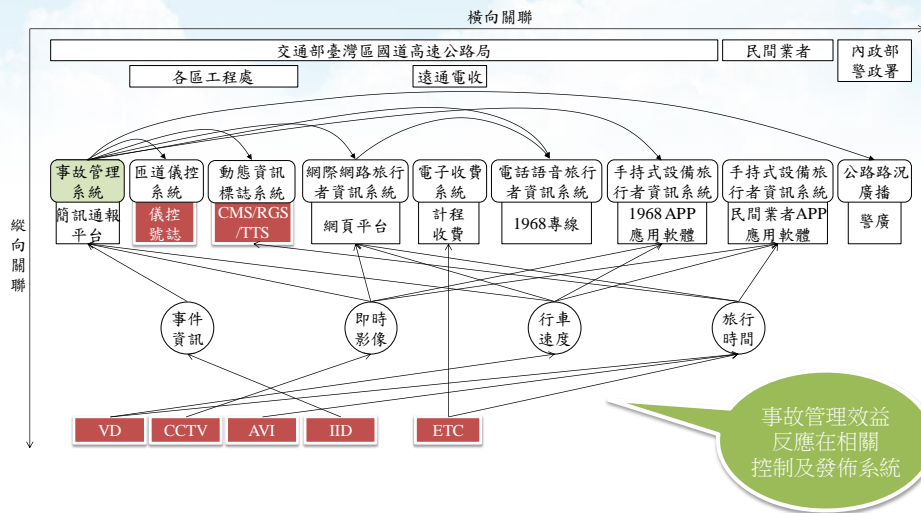 橫向關聯
交通部臺灣區國道高速公路局
民間業者
內政部
警政署
各區工程處
遠通電收
事故管理
系統
匝道儀控
系統
動態資訊
標誌系統
網際網路旅行
者資訊系統
電子收費
系統
電話語音旅行
者資訊系統
手持式設備旅
行者資訊系統
手持式設備旅
行者資訊系統
公路路況
廣播
簡訊通報
平台
儀控
號誌
CMS/RGS
/TTS
網頁平台
計程
收費
1968專線
1968 APP
應用軟體
民間業者APP
應用軟體
警廣
縱向關聯
事件
資訊
即時
影像
行車
速度
旅行
時間
VD
CCTV
AVI
IID
ETC
事故管理效益
反應在相關
控制及發佈系統